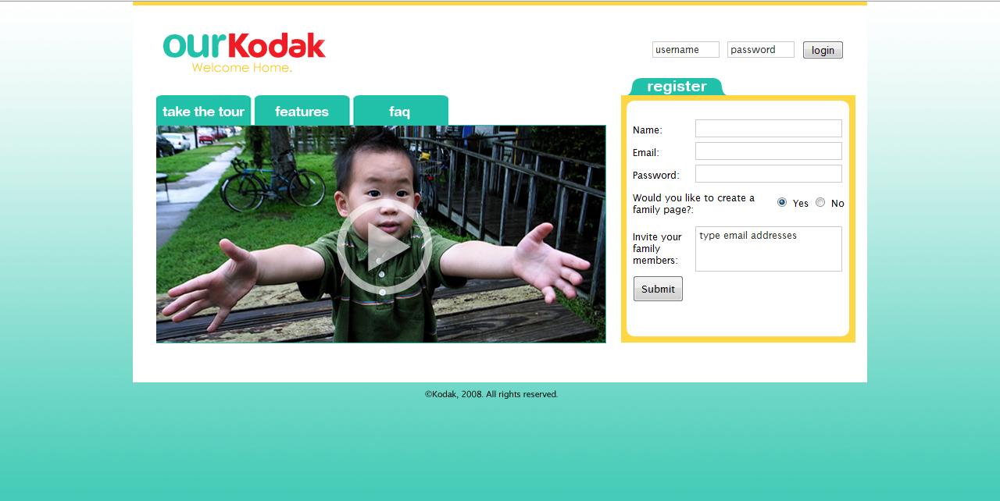 ourKodak
Welcome Home.
username
password
login
take the tour
features
faq
register
Name:
Email:
Password:
Would you like to create a
family page?:
Yes
No
Invite your
family
members:
type email addresses
Submit
©Kodak, 2008. All rights reserved.